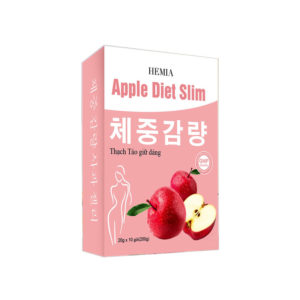 HEMIA
Apple Diet Slim
체중감량
Thạch Táo giữ dáng
20g x 10 gói(200g)